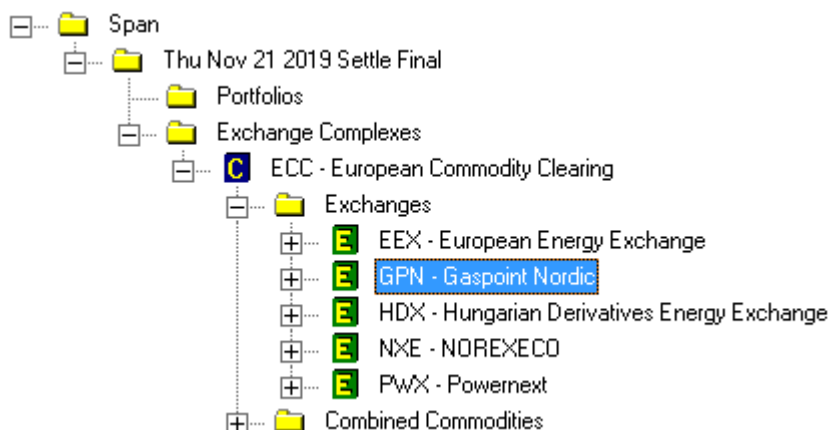 Span
Thu Nov 21 2019 Settle Final
Portfolios
Exchange Complexes
C ECC - European Commodity Clearing
Exchanges
E EEX - European Energy Exchange
E GPN - Gaspoint Nordic
E HDX - Hungarian Derivatives Energy Exchange
E NXE - NOREXECO
E PWX - Powernext
Combined Commodities